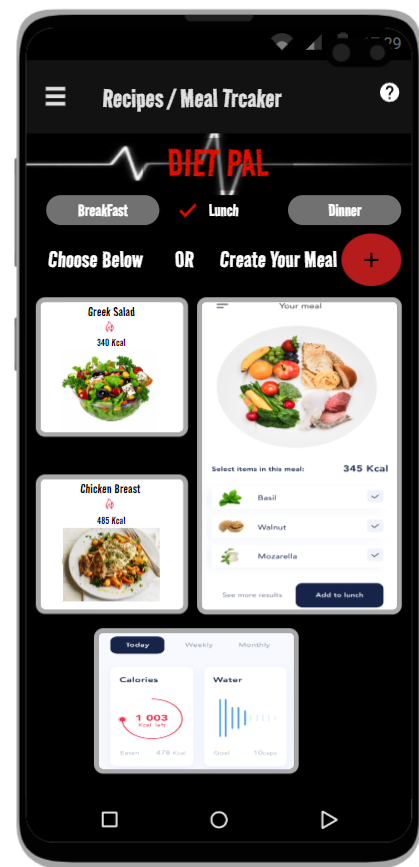 17:29
Recipes / Meal Trcaker
DIET PAL
BreakFast
Lunch
Dinner
Choose Below OR Create Your Meal +
Greek Salad
340 Kcal
Chicken Breast
485 Kcal
Your meal
Select items in this meal: 345 Kcal
Basil
Walnut
Mozarella
See more results
Add to lunch
Today Weekly Monthly
Calories
1 003
Kcal left
Eaten 478 Kcal
Water
Goal 10cups